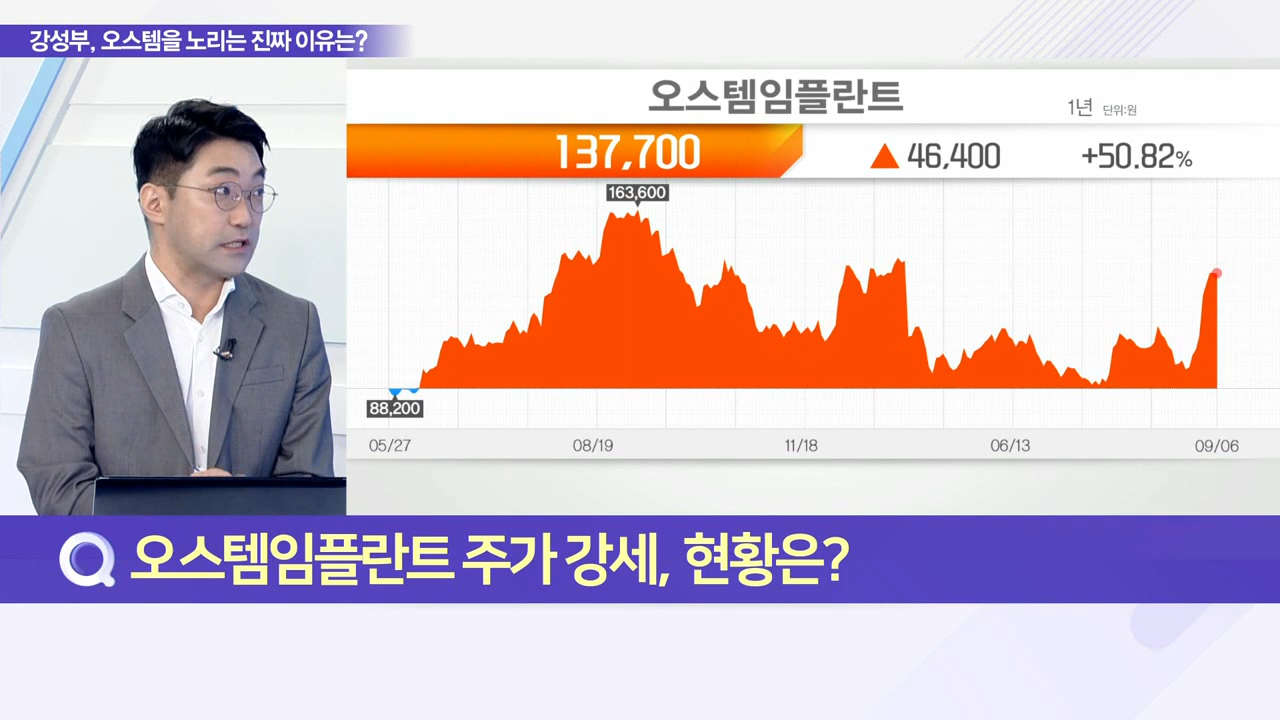 강성부, 오스템을 노리는 진짜 이유는?
오스템임플란트
1년 단위:원
137,700 ▲ 46,400 +50.82%
163,600
88,200
05/27 08/19 11/18 06/13 09/06
Q 오스템임플란트 주가 강세, 현황은?